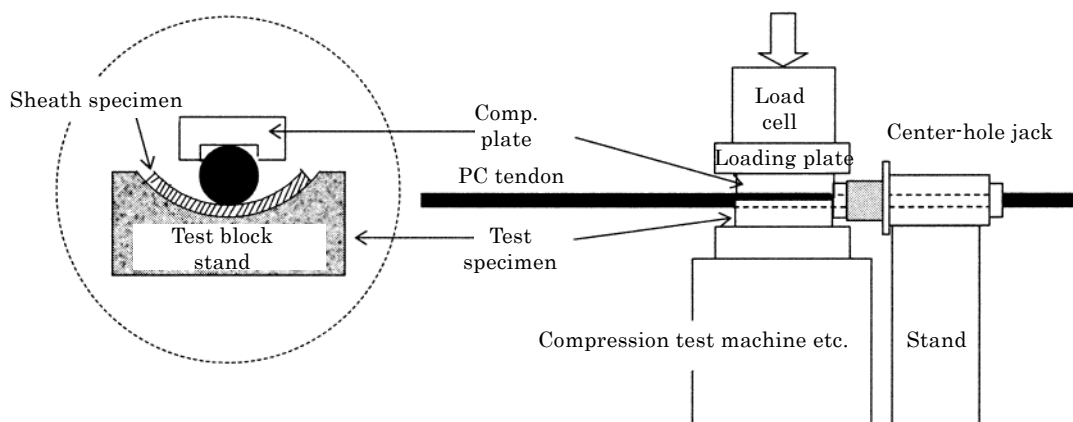 Sheath specimen
Test block
stand
Comp.
plate
PC tendon
Test
specimen
Load
cell
Loading plate
Center-hole jack
Compression test machine etc.
Stand